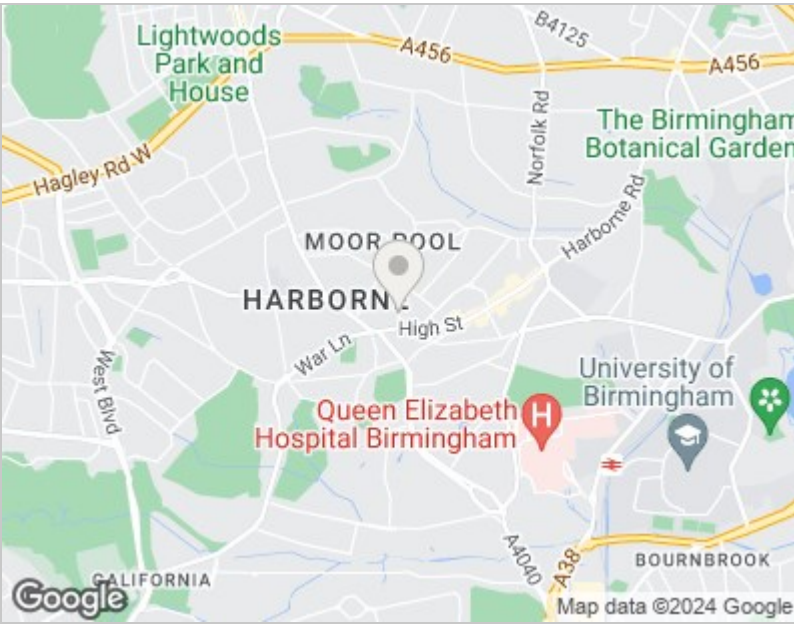 Lightwoods
Park and
House
A456
B4125
A456
Norfolk Rd
The Birmingham
Botanical Garden
Hagley Rd W
Harborne Rd
MOOR POOL
HARBORNE
High St
War Ln
West Blvd
University of
Birmingham
Queen Elizabeth
Hospital Birmingham
H
A4040
A38
BOURNBROOK
CALIFORNIA
Google
Map data ©2024 Google